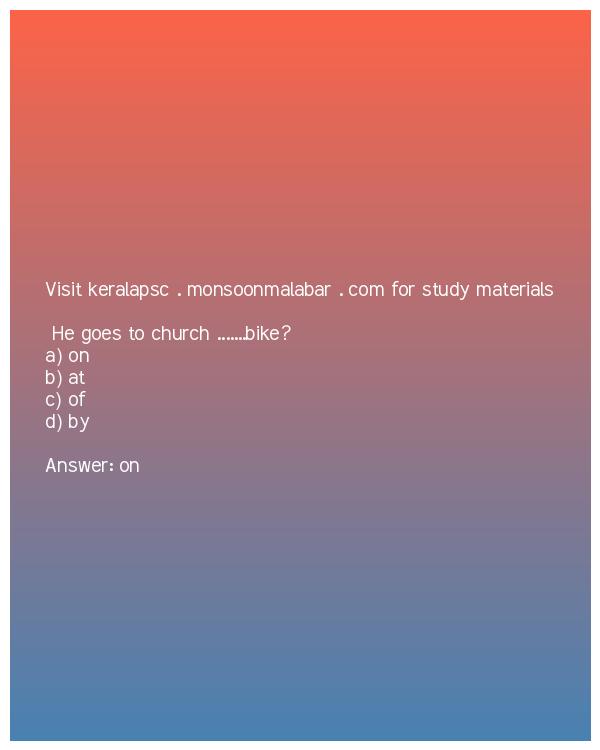 Visit keralapsc . monsoonmalabar . com for study materials
He goes to church .......bike?
a) on
b) at
c) of
d) by
Answer: on